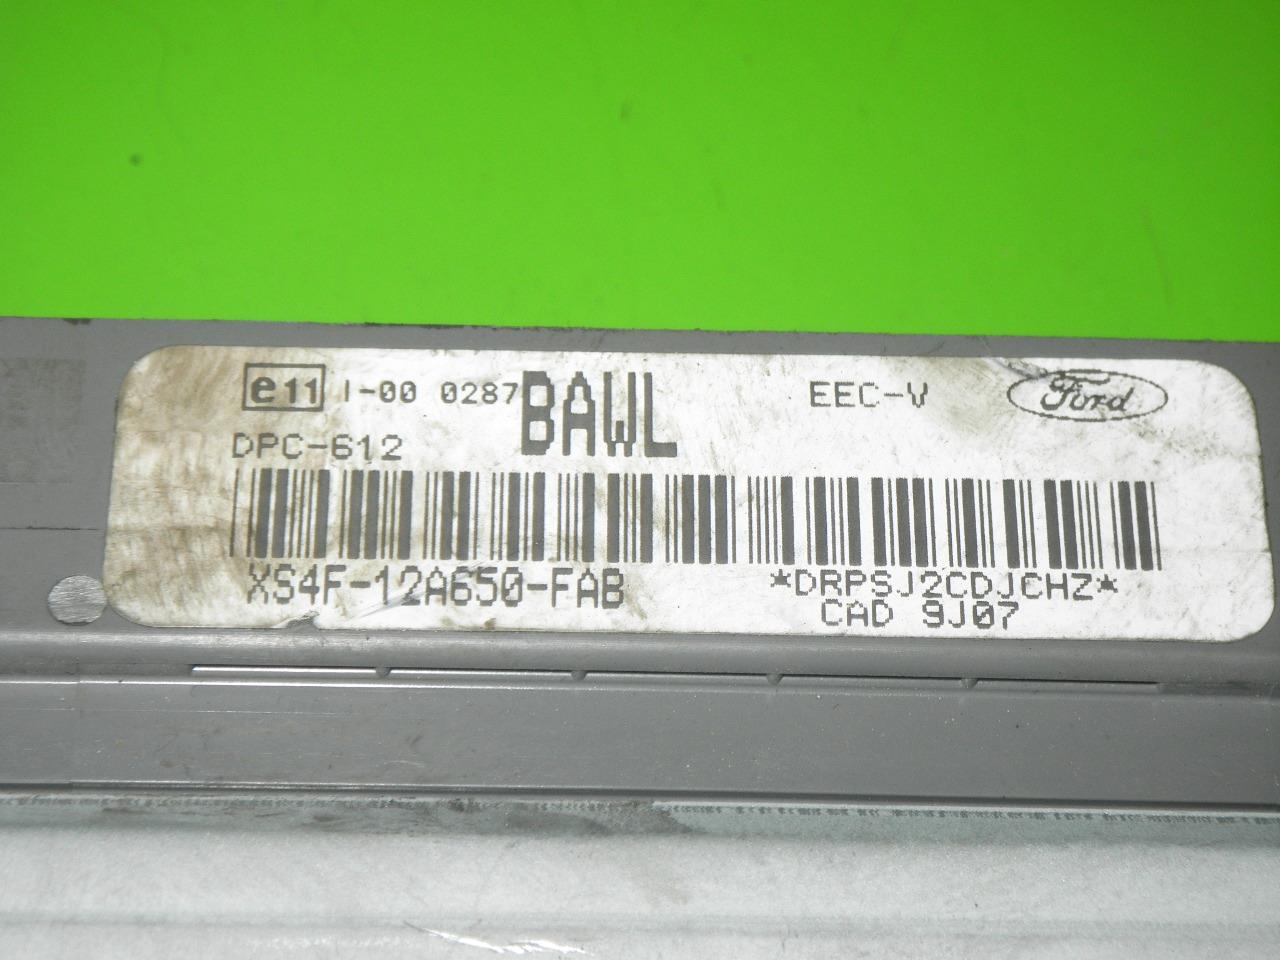 e11 I-00 0287 BAWL EEC-V Ford
DPC-612
XS4F-12A650-FAB *DRPSJ2CDJCHZ*
CAD 9J07